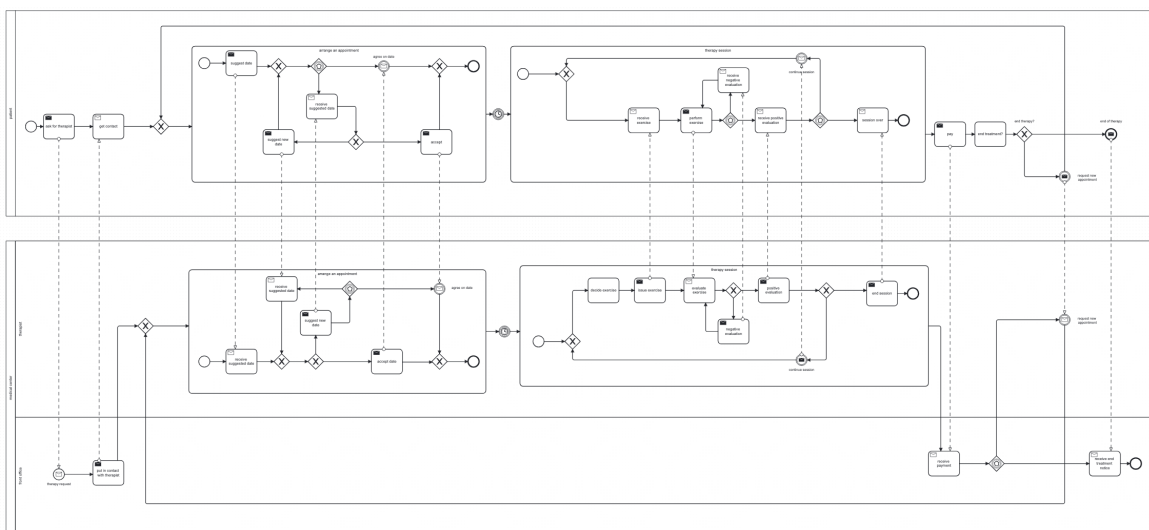 arrange an appointment
therapy session
agree on date
continue session
suggest date
receive
negative
evaluation
receive
suggested date
receive
exercise
perform
exercise
receive positive
evaluation
session over
patient
ask for therapist
get contact
suggest new
date
accept
pay
end treatment?
end therapy?
end of therapy
request new
appointment
arrange an appointment
therapy session
receive
suggested date
agree on date
decide exercise
issue exercise
evaluate
exercise
positive
evaluation
end session
suggest new
date
negative
evaluation
request new
appointment
therapist
receive
suggested date
accept date
continue session
medical center
front office
therapy request
put in contact
with therapist
receive
payment
receive end
treatment
notice